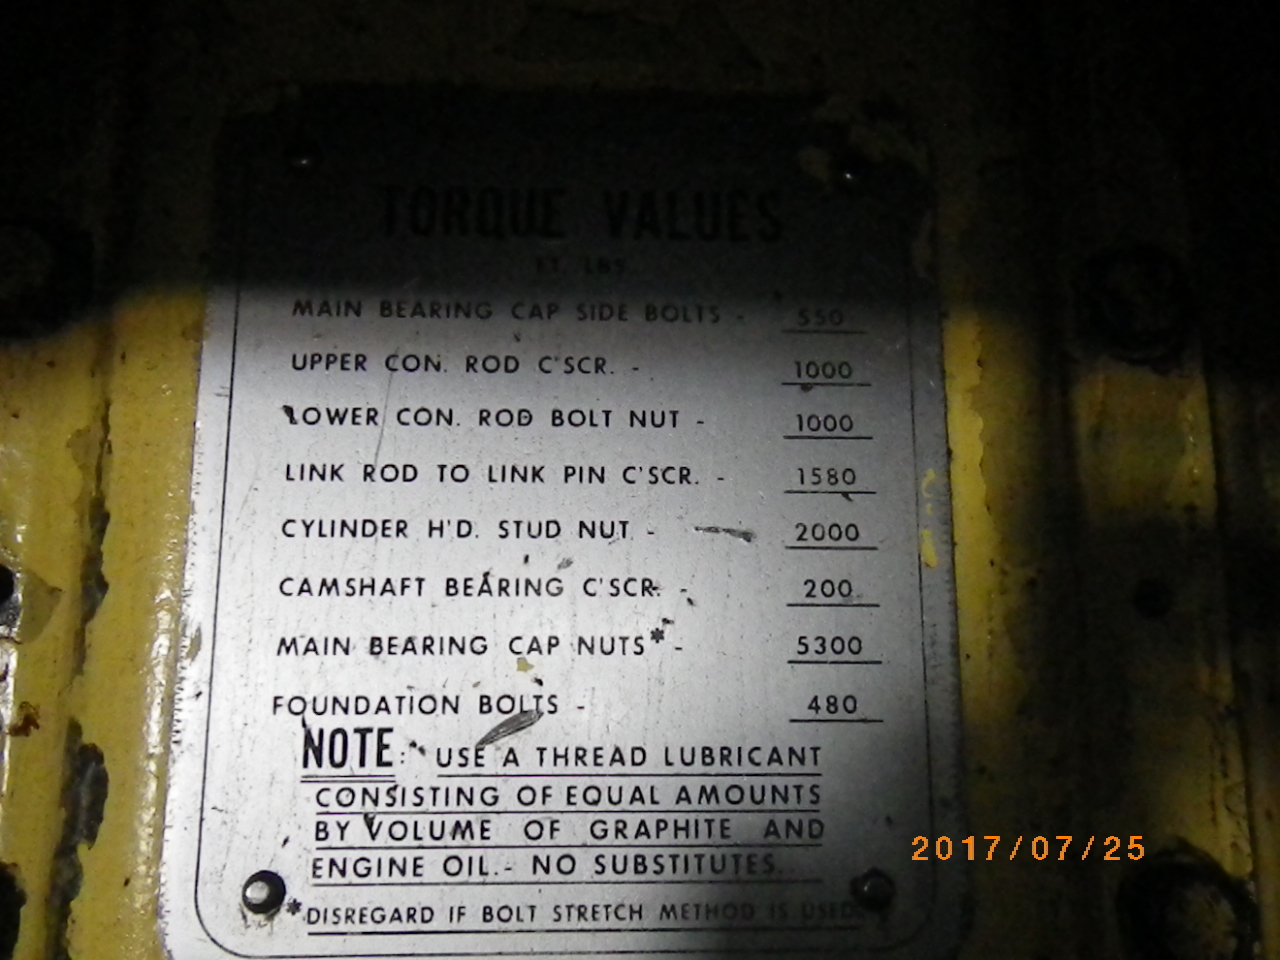 TORQUE VALUES
FT. LBS.
MAIN BEARING CAP SIDE BOLTS - 550
UPPER CON. ROD C'SCR. - 1000
LOWER CON. ROD BOLT NUT - 1000
LINK ROD TO LINK PIN C'SCR. - 1580
CYLINDER H'D. STUD NUT - 2000
CAMSHAFT BEARING C'SCR. - 200
MAIN BEARING CAP NUTS* - 5300
FOUNDATION BOLTS - 480
NOTE: USE A THREAD LUBRICANT
CONSISTING OF EQUAL AMOUNTS
BY VOLUME OF GRAPHITE AND
ENGINE OIL.- NO SUBSTITUTES.
*DISREGARD IF BOLT STRETCH METHOD IS USED.
2017/07/25